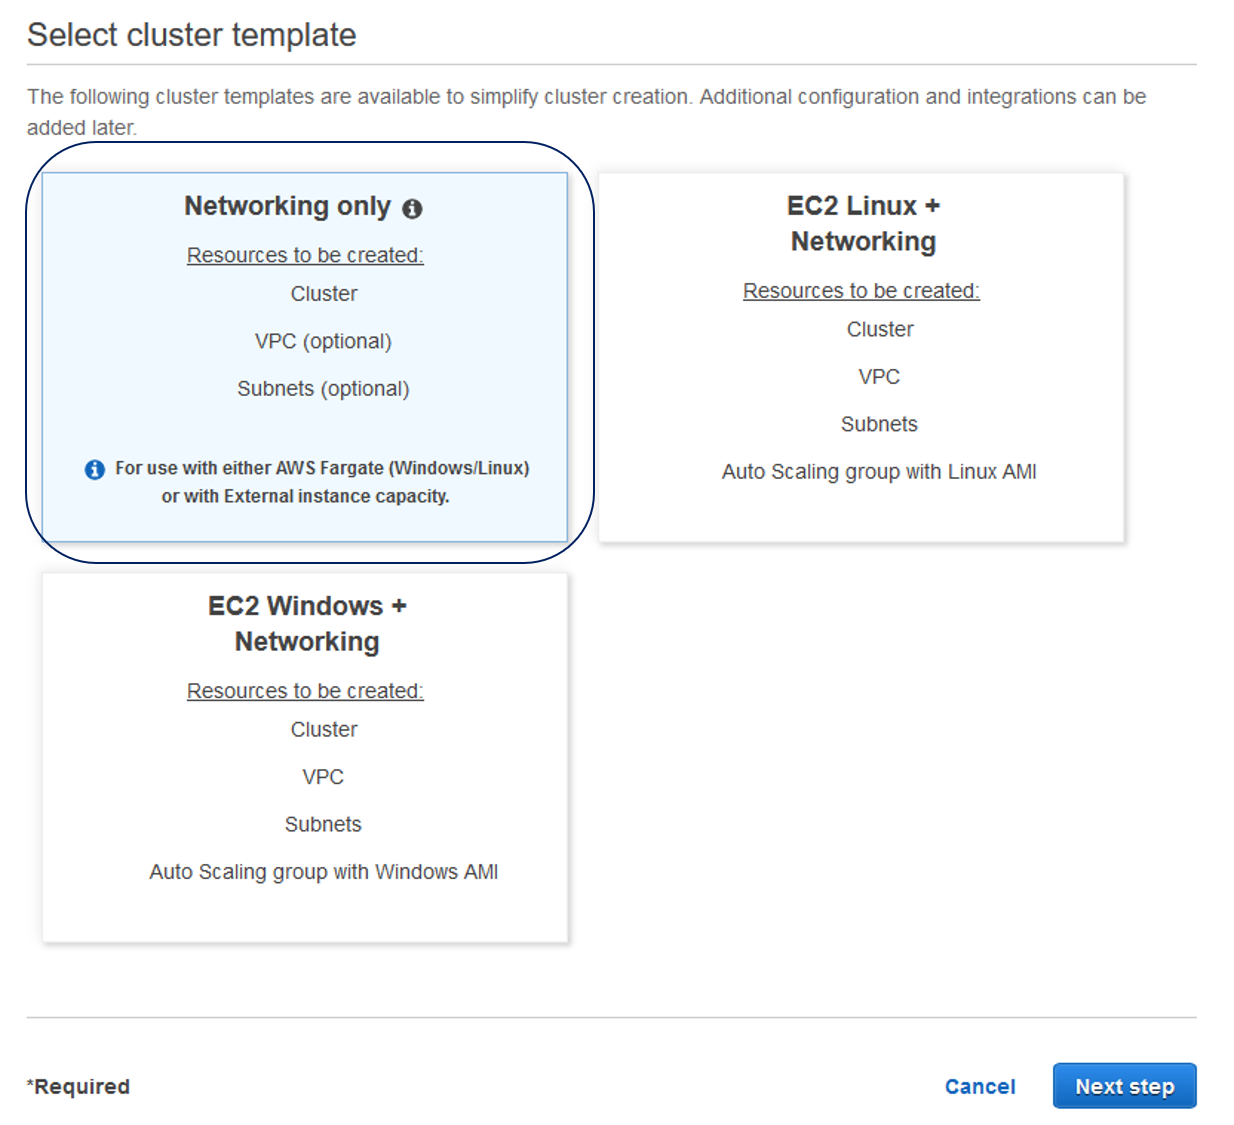 Select cluster template
The following cluster templates are available to simplify cluster creation. Additional configuration and integrations can be
added later.
Networking only
Resources to be created:
Cluster
VPC (optional)
Subnets (optional)
For use with either AWS Fargate (Windows/Linux)
or with External instance capacity.
EC2 Linux +
Networking
Resources to be created:
Cluster
VPC
Subnets
Auto Scaling group with Linux AMI
EC2 Windows +
Networking
Resources to be created:
Cluster
VPC
Subnets
Auto Scaling group with Windows AMI
*Required
Cancel
Next step